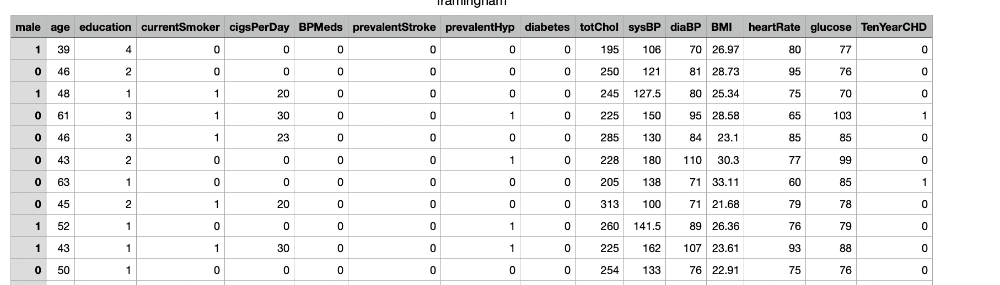 framingham
male age education currentSmoker cigsPerDay BPMeds prevalentStroke prevalentHyp diabetes totChol sysBP diaBP BMI heartRate glucose TenYearCHD
1 39 4 0 0 0 0 0 0 195 106 70 26.97 80 77 0
0 46 2 0 0 0 0 0 0 250 121 81 28.73 95 76 0
1 48 1 1 20 0 0 0 0 245 127.5 80 25.34 75 70 0
0 61 3 1 30 0 0 1 0 225 150 95 28.58 65 103 1
0 46 3 1 23 0 0 0 0 285 130 84 23.1 85 85 0
0 43 2 0 0 0 0 1 0 228 180 110 30.3 77 99 0
0 63 1 0 0 0 0 0 0 205 138 71 33.11 60 85 1
0 45 2 1 20 0 0 0 0 313 100 71 21.68 79 78 0
1 52 1 0 0 0 0 1 0 260 141.5 89 26.36 76 79 0
1 43 1 1 30 0 0 1 0 225 162 107 23.61 93 88 0
0 50 1 0 0 0 0 0 0 254 133 76 22.91 75 76 0